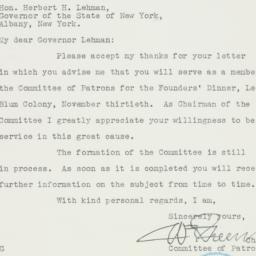 Hon. Herbert H. Lehman,
Governor of the State of New York,
Albany, New York.
My dear Governor Lehman:
Please accept my thanks for your letter
in which you advise me that you will serve as a membe
the Committee of Patrons for the Founders' Dinner, Le
Blum Colony, November thirtieth. As Chairman of the
Committee I greatly appreciate your willingness to be
service in this great cause.
The formation of the Committee is still
in process. As soon as it is completed you will rece
further information on the subject from time to time.
With kind personal regards, I am,
Sincerely yours,
Ch
Committee of Patro